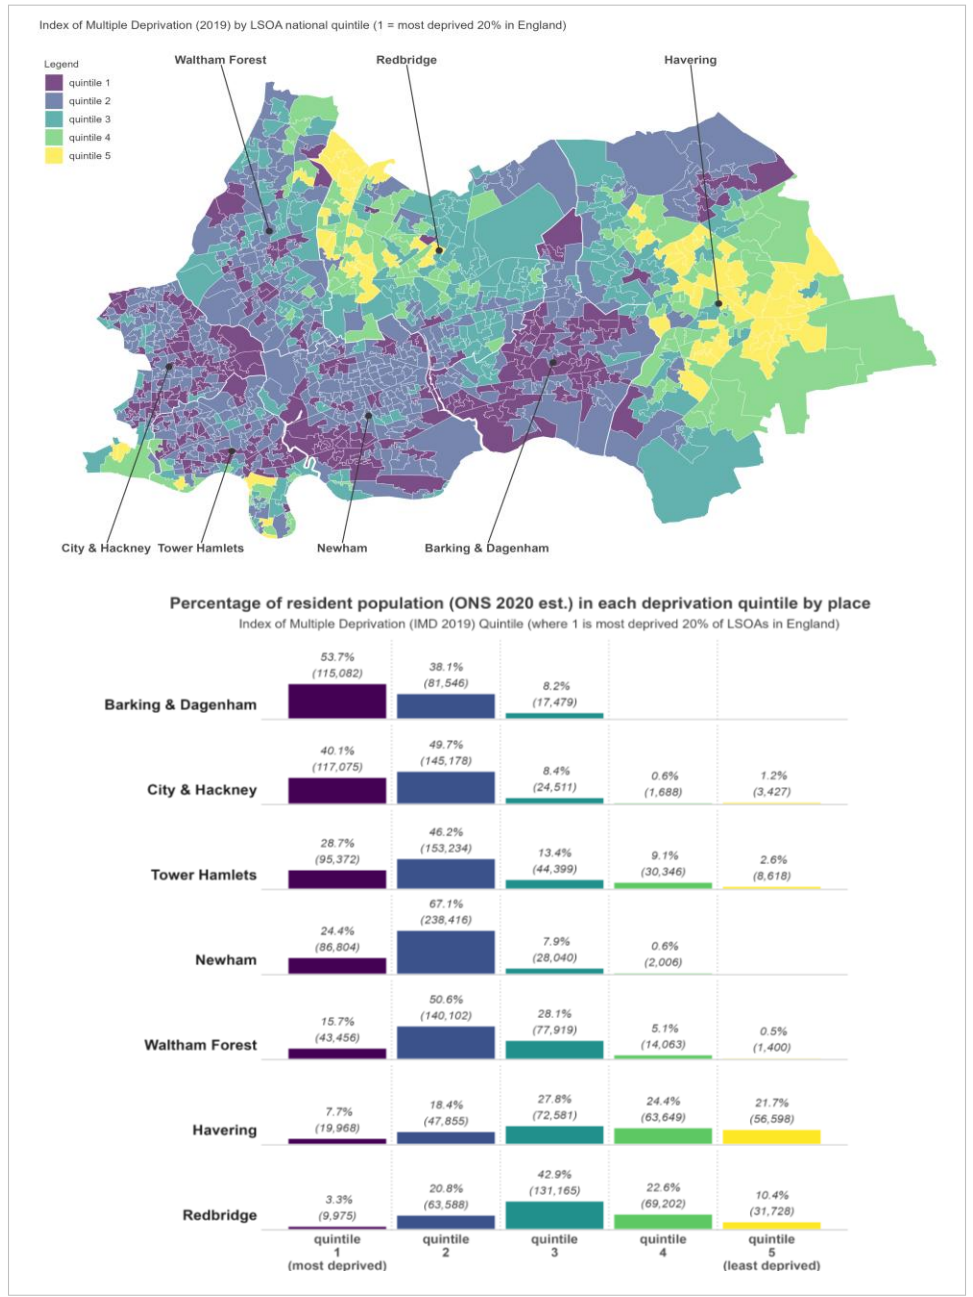 Index of Multiple Deprivation (2019) by LSOA national quintile (1 = most deprived 20% in England)
Legend
quintile 1
quintile 2
quintile 3
quintile 4
quintile 5
Waltham Forest
Redbridge
Havering
City & Hackney
Tower Hamlets
Newham
Barking & Dagenham
Percentage of resident population (ONS 2020 est.) in each deprivation quintile by place
Index of Multiple Deprivation (IMD 2019) Quintile (where 1 is most deprived 20% of LSOAs in England)
Barking & Dagenham
53.7%
(115,082)
38.1%
(81,546)
8.2%
(17,479)
City & Hackney
40.1%
(117,075)
49.7%
(145,178)
8.4%
(24,511)
0.6%
(1,688)
1.2%
(3,427)
Tower Hamlets
28.7%
(95,372)
46.2%
(153,234)
13.4%
(44,399)
9.1%
(30,346)
2.6%
(8,618)
Newham
24.4%
(86,804)
67.1%
(238,416)
7.9%
(28,040)
0.6%
(2,006)
Waltham Forest
15.7%
(43,456)
50.6%
(140,102)
28.1%
(77,919)
5.1%
(14,063)
0.5%
(1,400)
Havering
7.7%
(19,968)
18.4%
(47,855)
27.8%
(72,581)
24.4%
(63,649)
21.7%
(56,598)
Redbridge
3.3%
(9,975)
20.8%
(63,588)
42.9%
(131,165)
22.6%
(69,202)
10.4%
(31,728)
quintile
1
(most deprived)
quintile
2
quintile
3
quintile
4
quintile
5
(least deprived)